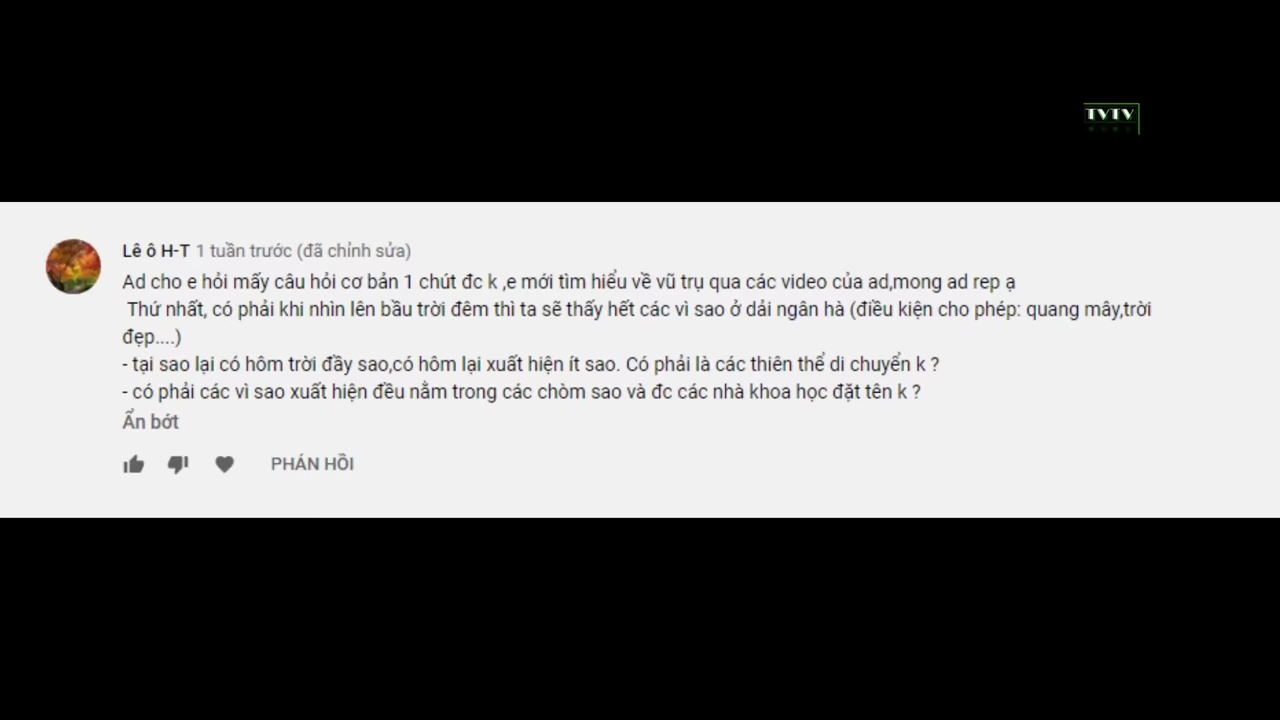 TVTV
Lê ô H-T 1 tuần trước (đã chỉnh sửa)
Ad cho e hỏi mấy câu hỏi cơ bản 1 chút đc k ,e mới tìm hiểu về vũ trụ qua các video của ad,mong ad rep ạ
Thứ nhất, có phải khi nhìn lên bầu trời đêm thì ta sẽ thấy hết các vì sao ở dải ngân hà (điều kiện cho phép: quang mây,trời
đẹp....)
- tại sao lại có hôm trời đầy sao,có hôm lại xuất hiện ít sao. Có phải là các thiên thể di chuyển k ?
- có phải các vì sao xuất hiện đều nằm trong các chòm sao và đc các nhà khoa học đặt tên k ?
Ẩn bớt
PHẢN HỒI